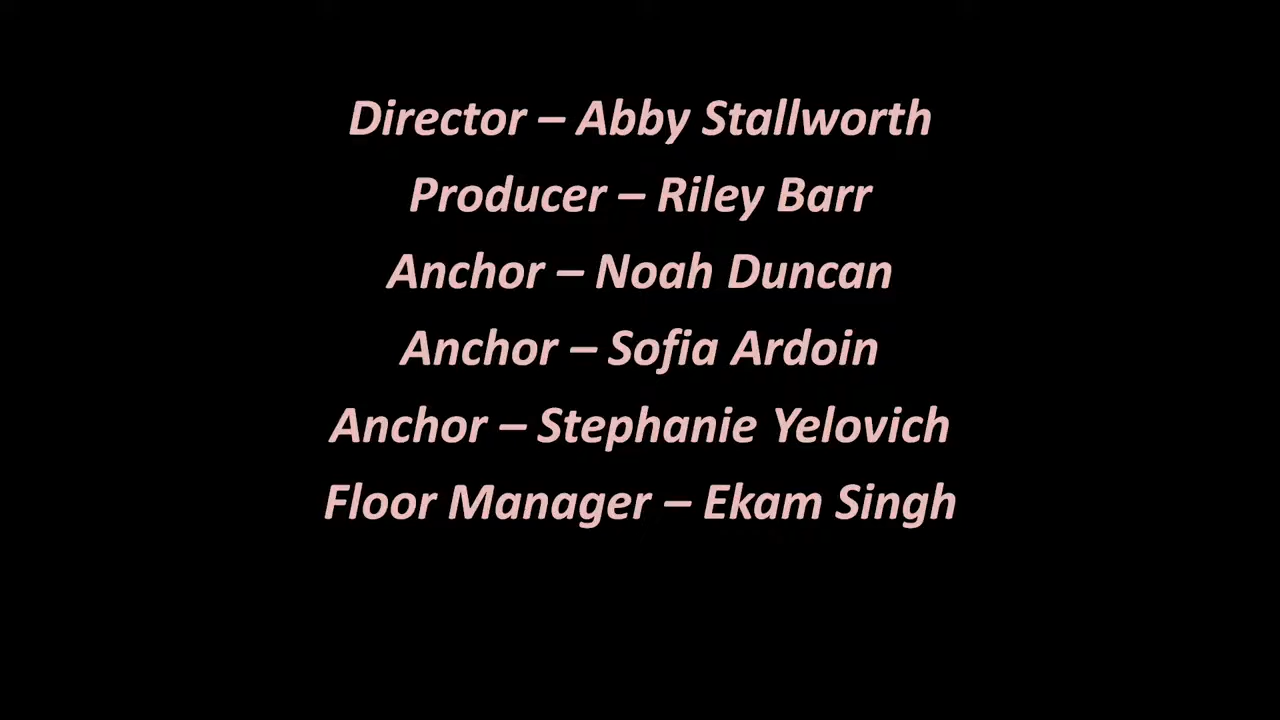 Director – Abby Stallworth
Producer – Riley Barr
Anchor – Noah Duncan
Anchor – Sofia Ardoin
Anchor – Stephanie Yelovich
Floor Manager – Ekam Singh